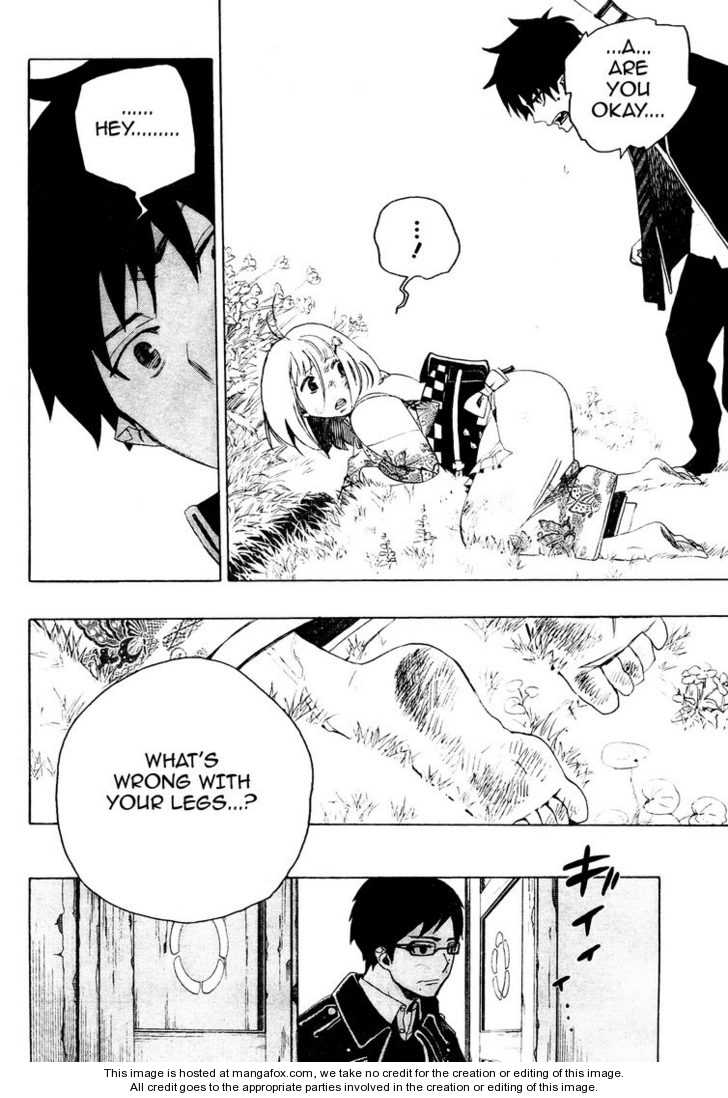 ...A...
ARE
YOU
OKAY....
...!
......
HEY.........
WHAT'S
WRONG WITH
YOUR LEGS...?
ギィィ...
This image is hosted at mangafox.com, we take no credit for the creation or editing of this image.
All credit goes to the appropriate parties involved in the creation or editing of this image.